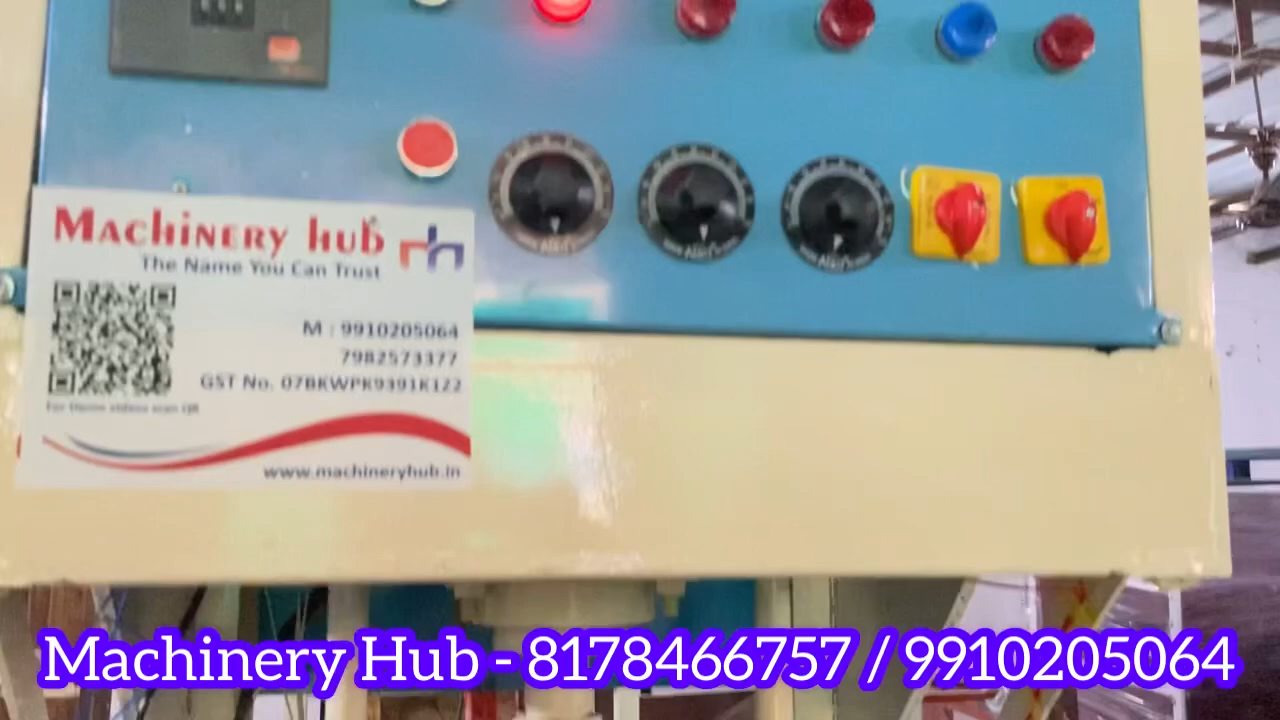 Machinery hub
The Name You Can Trust
M : 9910205064
7982573377
GST No. 07BKWPK9391K1Z2
www.machineryhub.in
Machinery Hub - 8178466757 / 9910205064